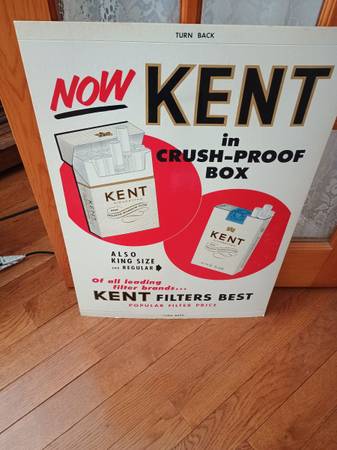 TURN BACK
NOW
KENT
in
CRUSH-PROOF
BOX
KENT
KENT
ALSO
KING SIZE
AND REGULAR
Of all leading
filter brands...
KENT FILTERS BEST
POPULAR FILTER PRICE